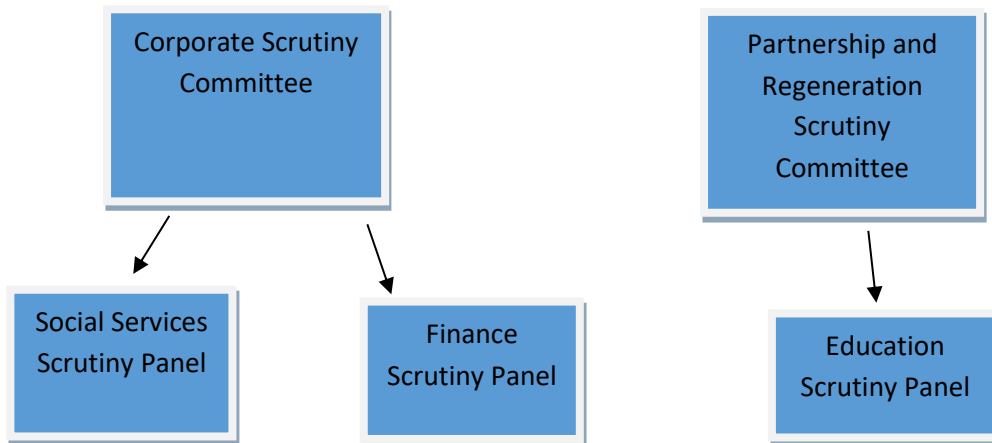 Corporate Scrutiny
Committee
Partnership and
Regeneration
Scrutiny
Committee
Social Services
Scrutiny Panel
Finance
Scrutiny Panel
Education
Scrutiny Panel